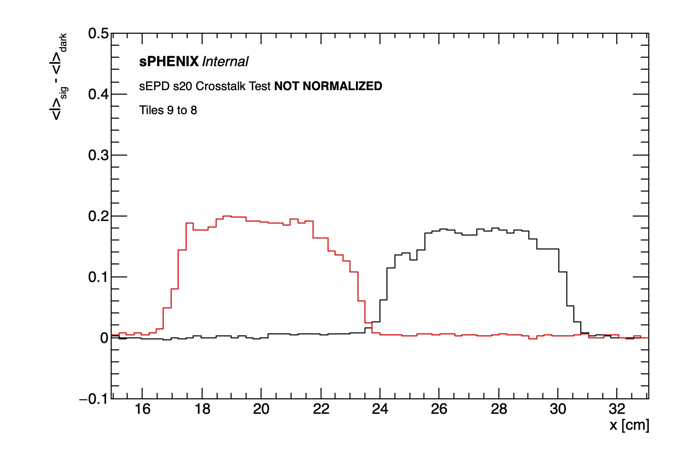 <I>sig - <I>dark
0.5
sPHENIX Internal
sEPD s20 Crosstalk Test NOT NORMALIZED
0.4
Tiles 9 to 8
0.3
0.2
0.1
0
−0.1
16 18 20 22 24 26 28 30 32
x [cm]